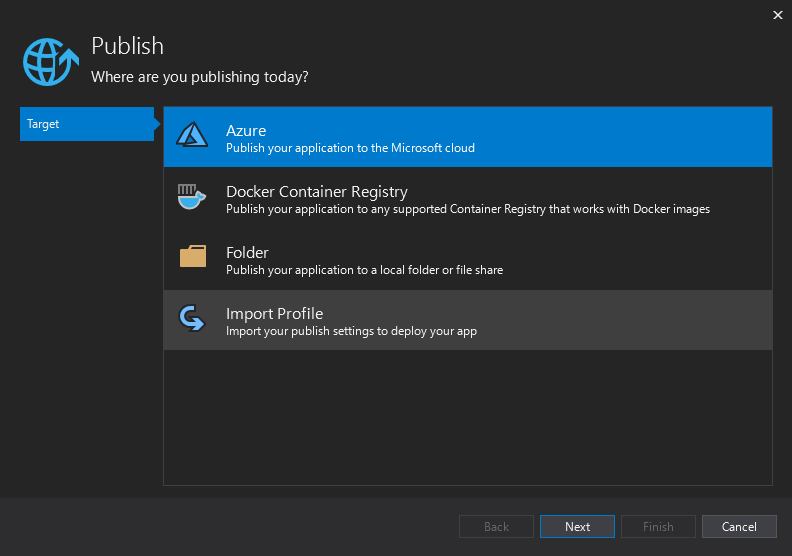 Publish
Where are you publishing today?
Target
Azure
Publish your application to the Microsoft cloud
Docker Container Registry
Publish your application to any supported Container Registry that works with Docker images
Folder
Publish your application to a local folder or file share
Import Profile
Import your publish settings to deploy your app
Back
Next
Finish
Cancel